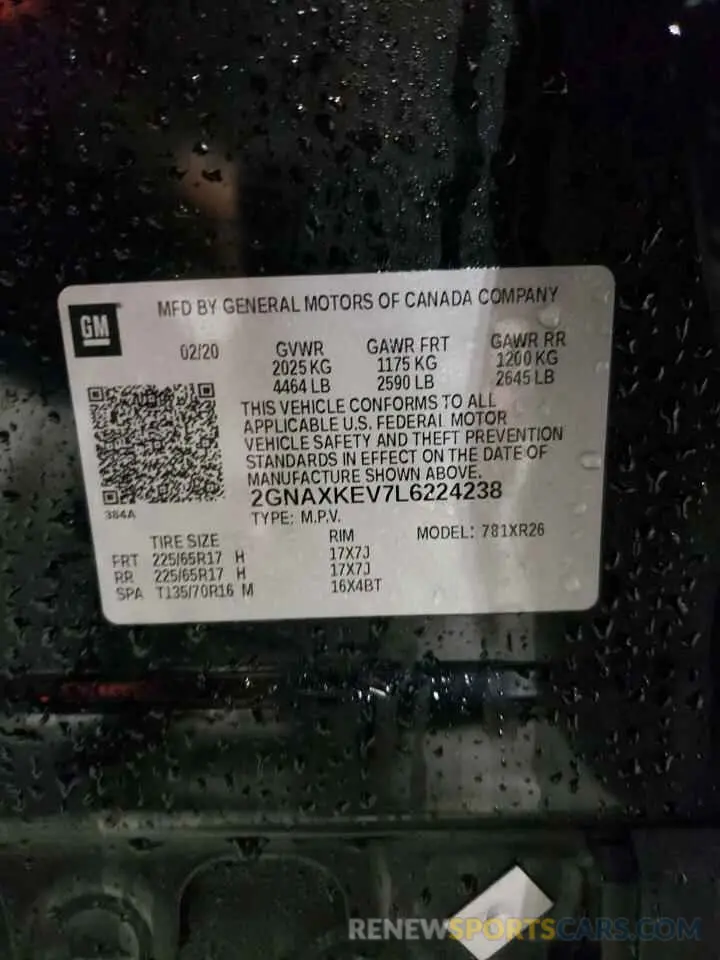 GM
MFD BY GENERAL MOTORS OF CANADA COMPANY
02/20 GVWR GAWR FRT GAWR RR
2025 KG 1175 KG 1200 KG
4464 LB 2590 LB 2645 LB
THIS VEHICLE CONFORMS TO ALL
APPLICABLE U.S. FEDERAL MOTOR
VEHICLE SAFETY AND THEFT PREVENTION
STANDARDS IN EFFECT ON THE DATE OF
MANUFACTURE SHOWN ABOVE.
2GNAXKEV7L6224238
384A
TYPE: M.P.V. MODEL: 781XR26
TIRE SIZE RIM
FRT 225/65R17 H 17X7J
RR 225/65R17 H 17X7J
SPA T135/70R16 M 16X4BT
RENEWSPORTSCARS.COM